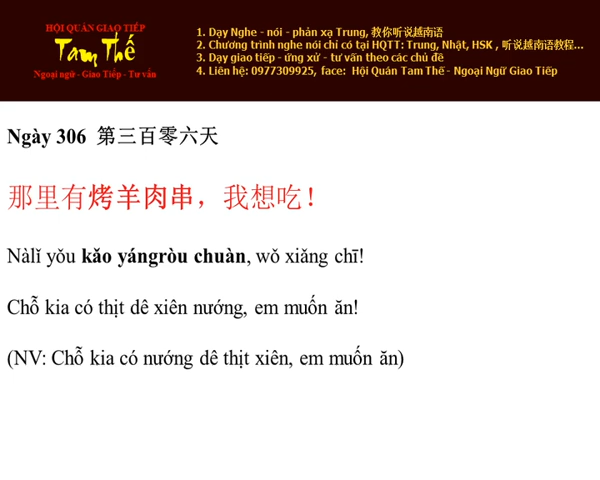 HỘI QUÁN GIAO TIẾP
Tam Thế
Ngoại ngữ - Giao Tiếp - Tư vấn
1. Dạy Nghe - nói - phản xạ Trung, 教你听说越南语
2. Chương trình nghe nói chỉ có tại HQTT: Trung, Nhật, HSK , 听说越南语教程...
3. Dạy giao tiếp - ứng xử - tư vấn theo các chủ đề
4. Liên hệ: 0977309925, face: Hội Quán Tam Thế - Ngoại Ngữ Giao Tiếp
Ngày 306 第三百零六天
那里有烤羊肉串，我想吃！
Nàlǐ yǒu kǎo yángròu chuàn, wǒ xiǎng chī!
Chỗ kia có thịt dê xiên nướng, em muốn ăn!
(NV: Chỗ kia có nướng dê thịt xiên, em muốn ăn)